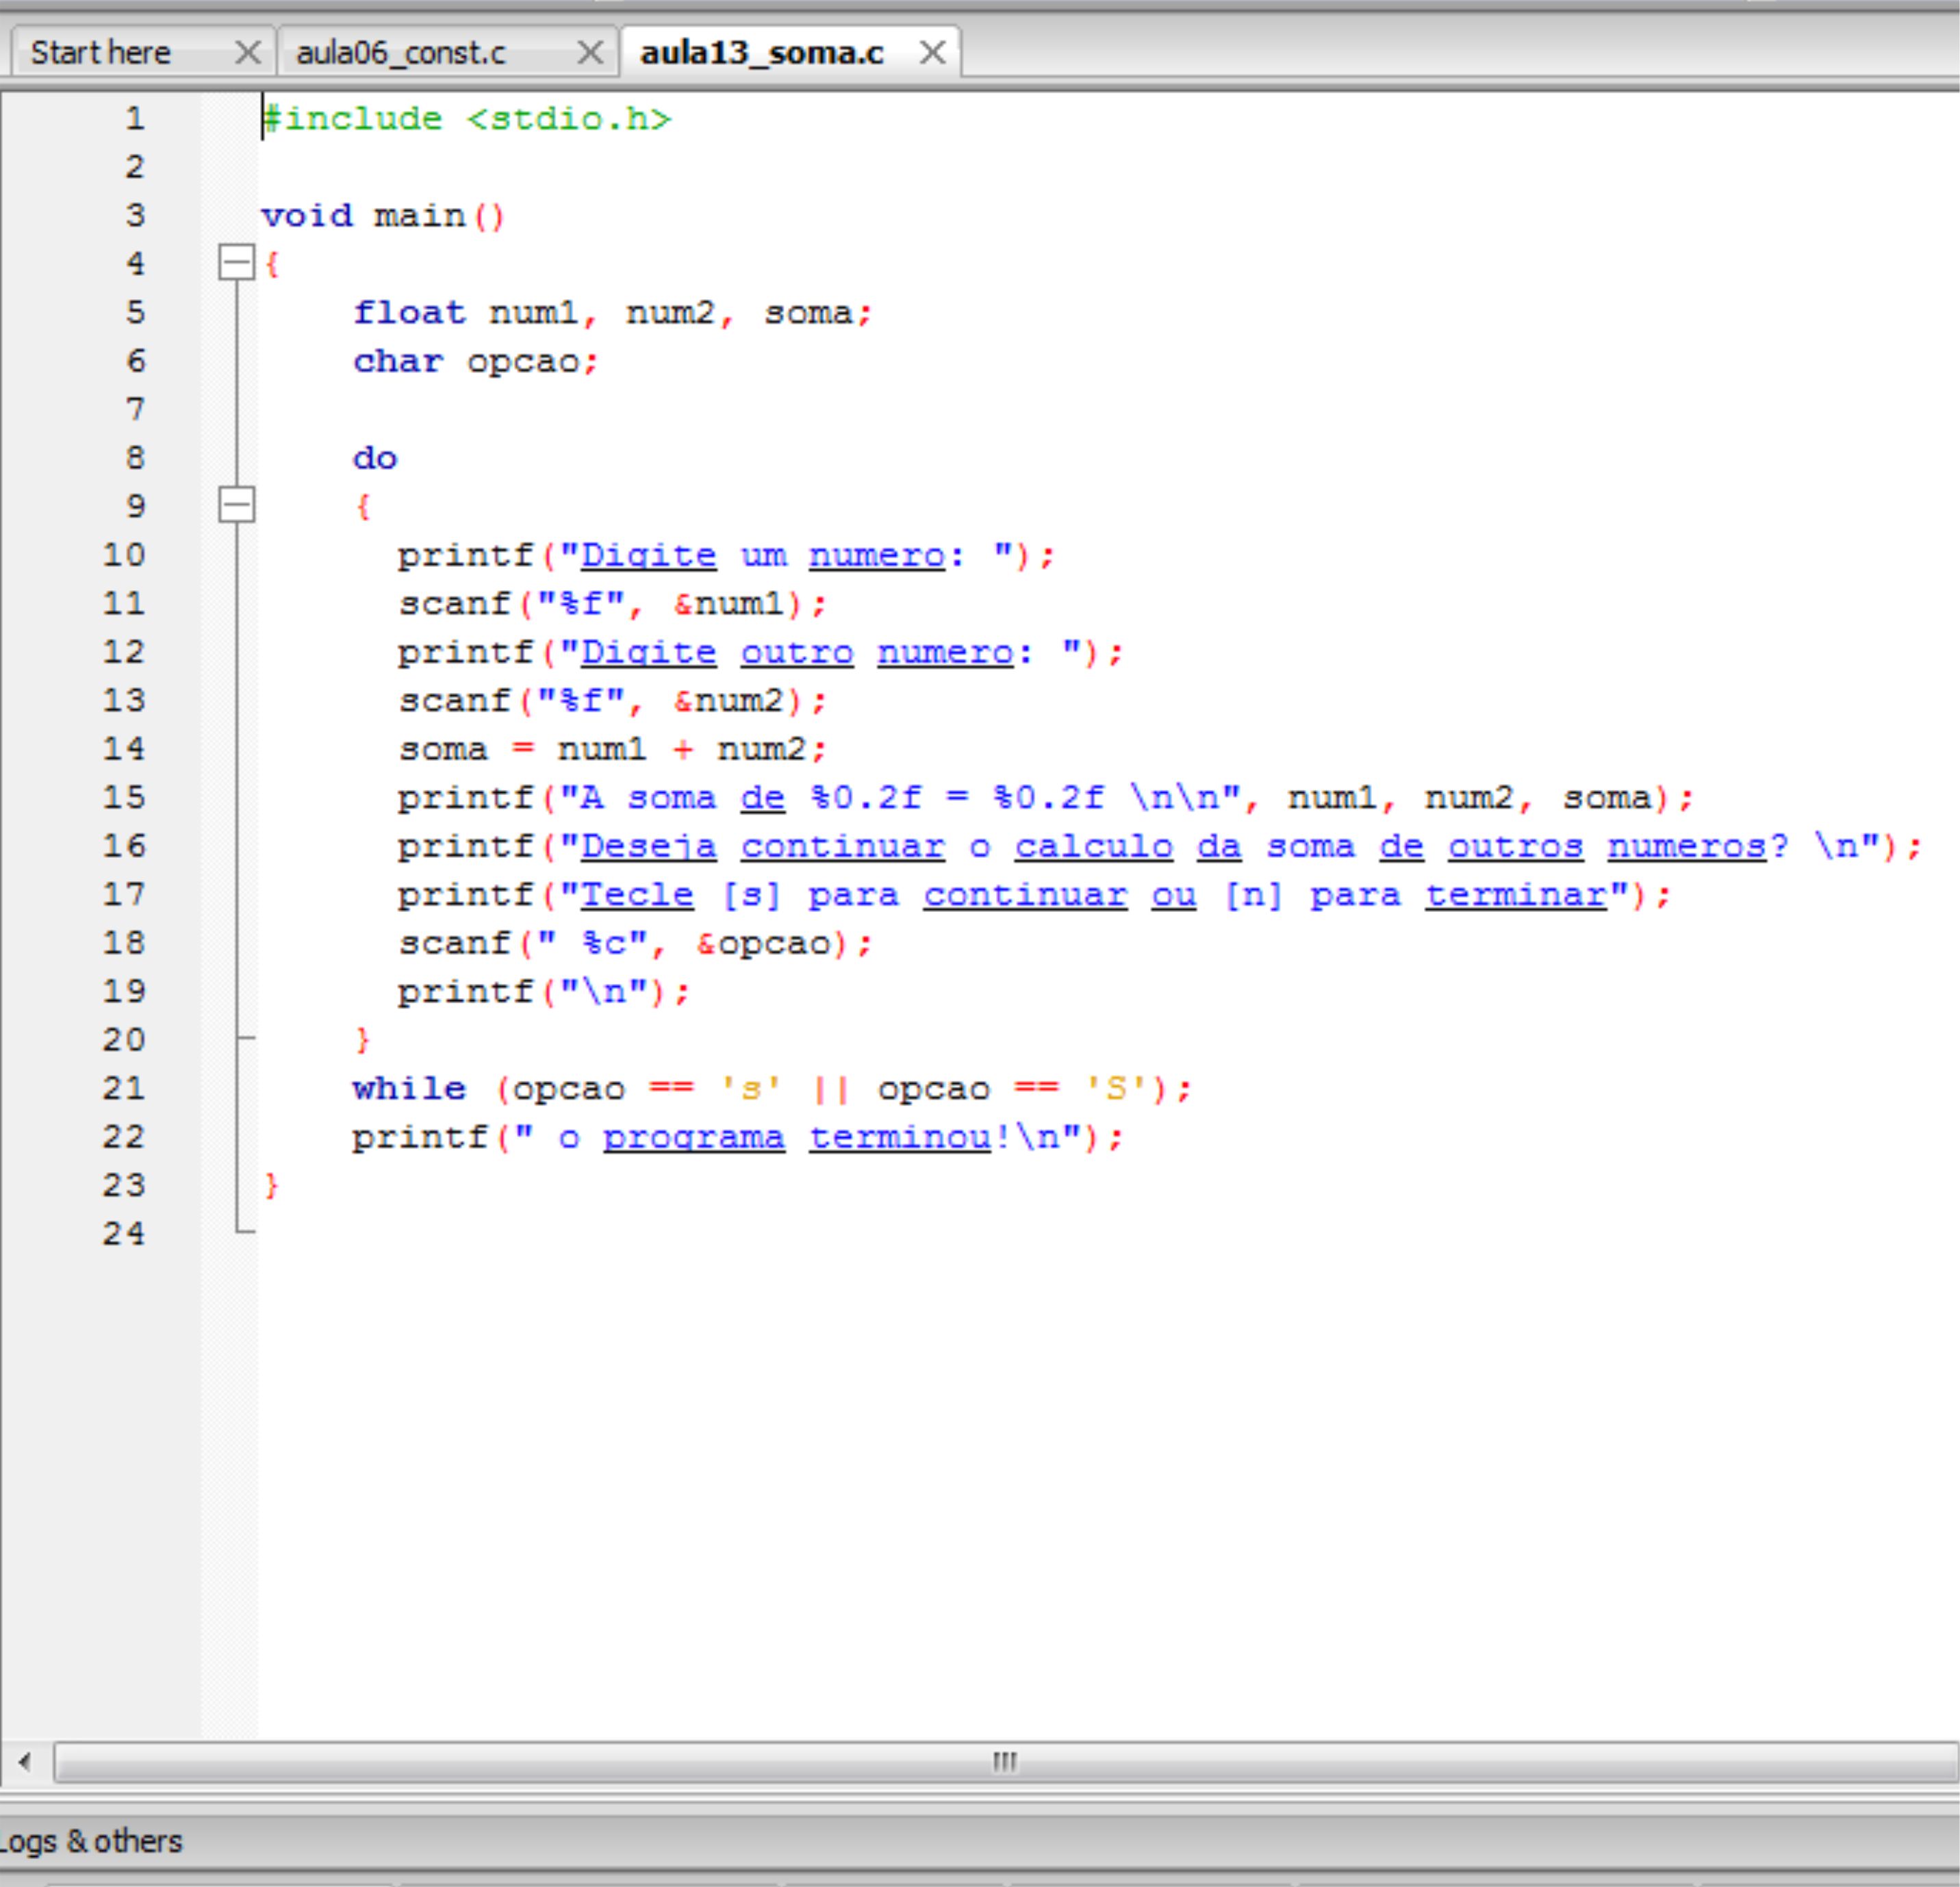 Start here aula06_const.c aula13_soma.c
1 #include <stdio.h>
2
3 void main()
4 {
5 float num1, num2, soma;
6 char opcao;
7
8 do
9 {
10 printf("Digite um numero: ");
11 scanf("%f", &num1);
12 printf("Digite outro numero: ");
13 scanf("%f", &num2);
14 soma = num1 + num2;
15 printf("A soma de %0.2f = %0.2f \n\n", num1, num2, soma);
16 printf("Deseja continuar o calculo da soma de outros numeros? \n");
17 printf("Tecle [s] para continuar ou [n] para terminar");
18 scanf(" %c", &opcao);
19 printf("\n");
20 }
21 while (opcao == 's' || opcao == 'S');
22 printf(" o programa terminou!\n");
23 }
24
Logs & others